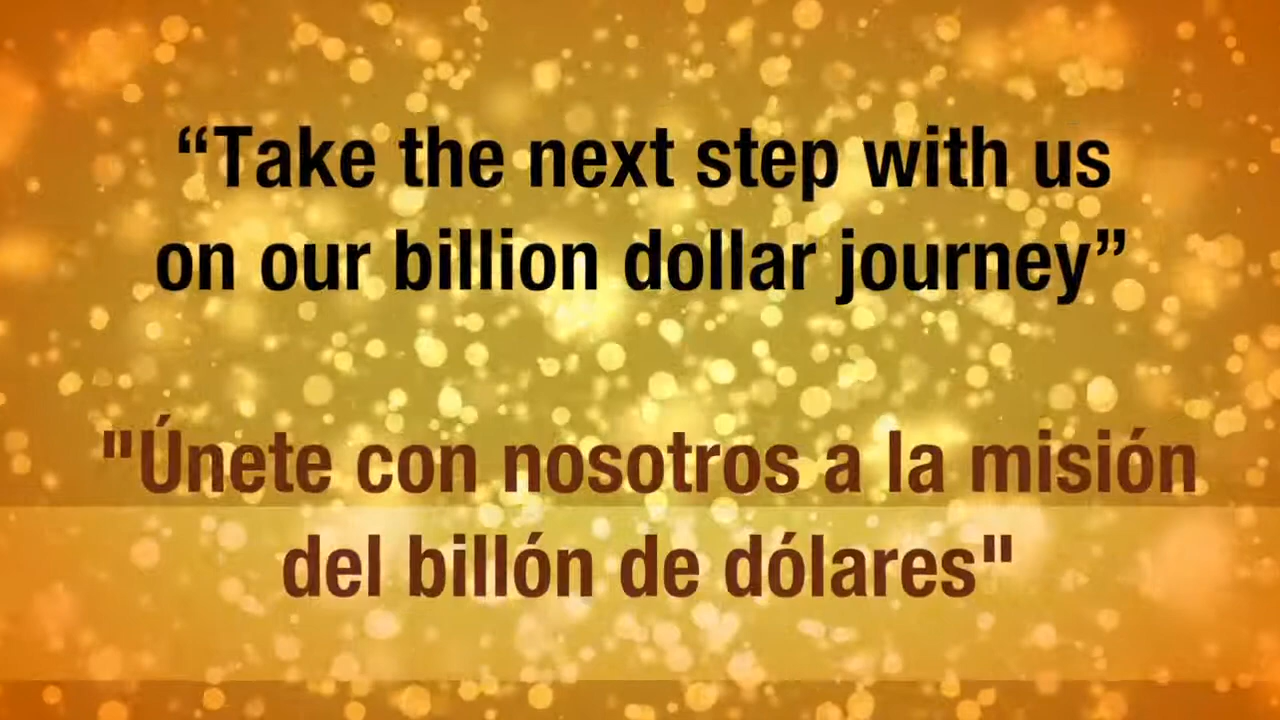 “Take the next step with us
on our billion dollar journey”
"Únete con nosotros a la misión
del billón de dólares"